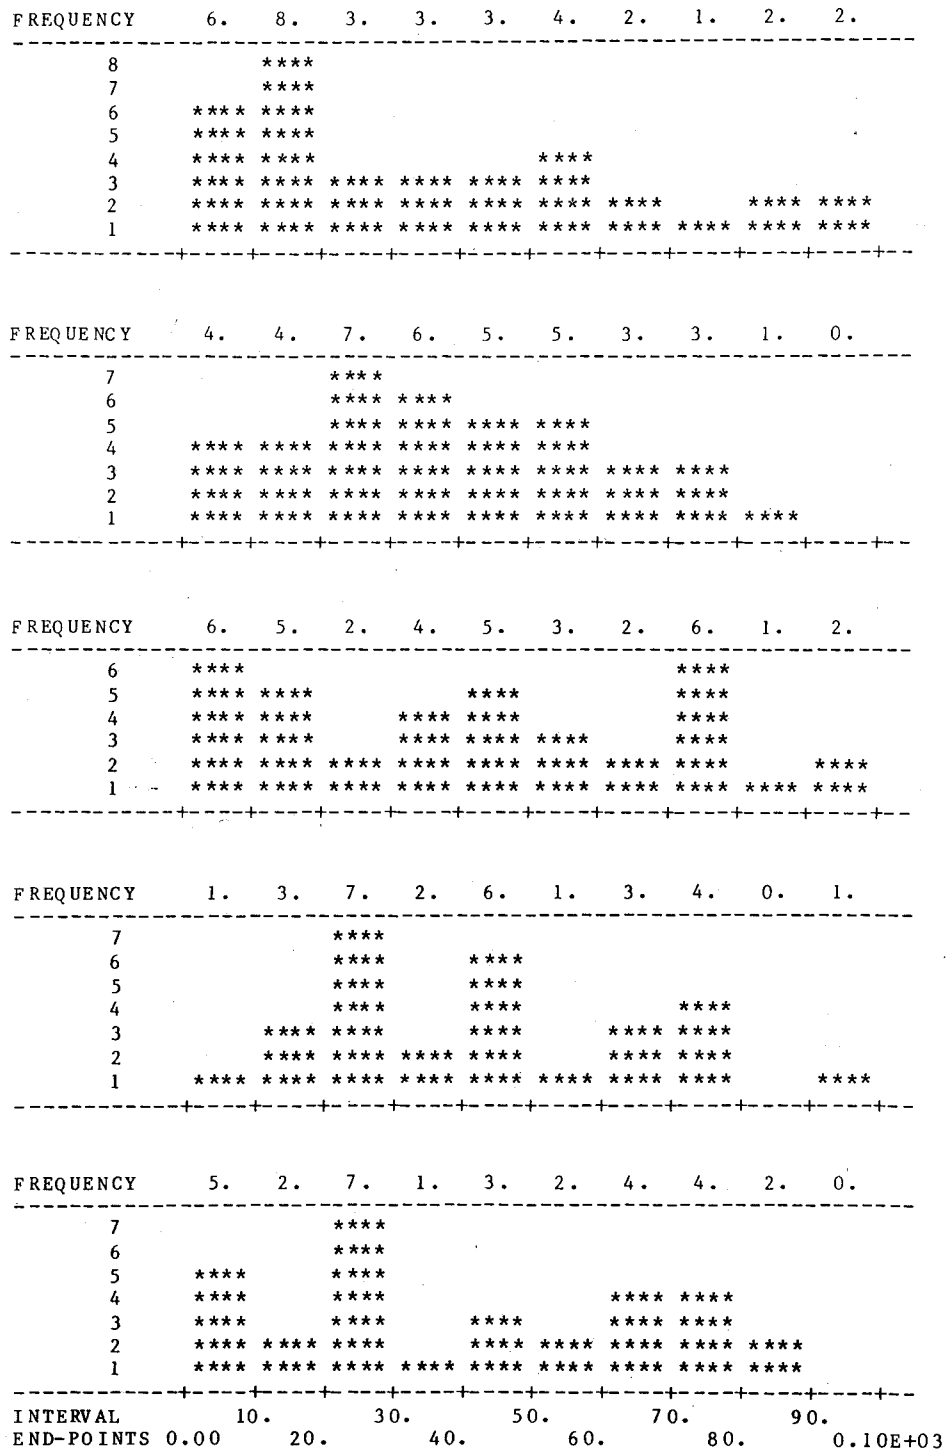 FREQUENCY 6. 8. 3. 3. 3. 4. 2. 1. 2. 2.
-----------------------------------------------------------------
8 ****
7 ****
6 **** ****
5 **** ****
4 **** **** ****
3 **** **** **** **** **** ****
2 **** **** **** **** **** **** **** **** ****
1 **** **** **** **** **** **** **** **** **** ****
------------+----+----+----+----+----+----+----+----+----+----+--
FREQUENCY 4. 4. 7. 6. 5. 5. 3. 3. 1. 0.
-----------------------------------------------------------------
7 ****
6 **** ****
5 **** **** **** ****
4 **** **** **** **** **** ****
3 **** **** **** **** **** **** **** ****
2 **** **** **** **** **** **** **** ****
1 **** **** **** **** **** **** **** **** ****
------------+----+----+----+----+----+----+----+----+----+----+--
FREQUENCY 6. 5. 2. 4. 5. 3. 2. 6. 1. 2.
-----------------------------------------------------------------
6 **** ****
5 **** **** **** ****
4 **** **** **** **** ****
3 **** **** **** **** **** ****
2 **** **** **** **** **** **** **** **** ****
1 **** **** **** **** **** **** **** **** **** ****
------------+----+----+----+----+----+----+----+----+----+----+--
FREQUENCY 1. 3. 7. 2. 6. 1. 3. 4. 0. 1.
-----------------------------------------------------------------
7 ****
6 **** ****
5 **** ****
4 **** **** ****
3 **** **** **** **** ****
2 **** **** **** **** **** ****
1 **** **** **** **** **** **** **** **** ****
------------+----+----+----+----+----+----+----+----+----+----+--
FREQUENCY 5. 2. 7. 1. 3. 2. 4. 4. 2. 0.
-----------------------------------------------------------------
7 ****
6 ****
5 **** ****
4 **** **** **** ****
3 **** **** **** **** ****
2 **** **** **** **** **** **** **** ****
1 **** **** **** **** **** **** **** **** ****
------------+----+----+----+----+----+----+----+----+----+----+--
INTERVAL 10. 30. 50. 70. 90.
END-POINTS 0.00 20. 40. 60. 80. 0.10E+03